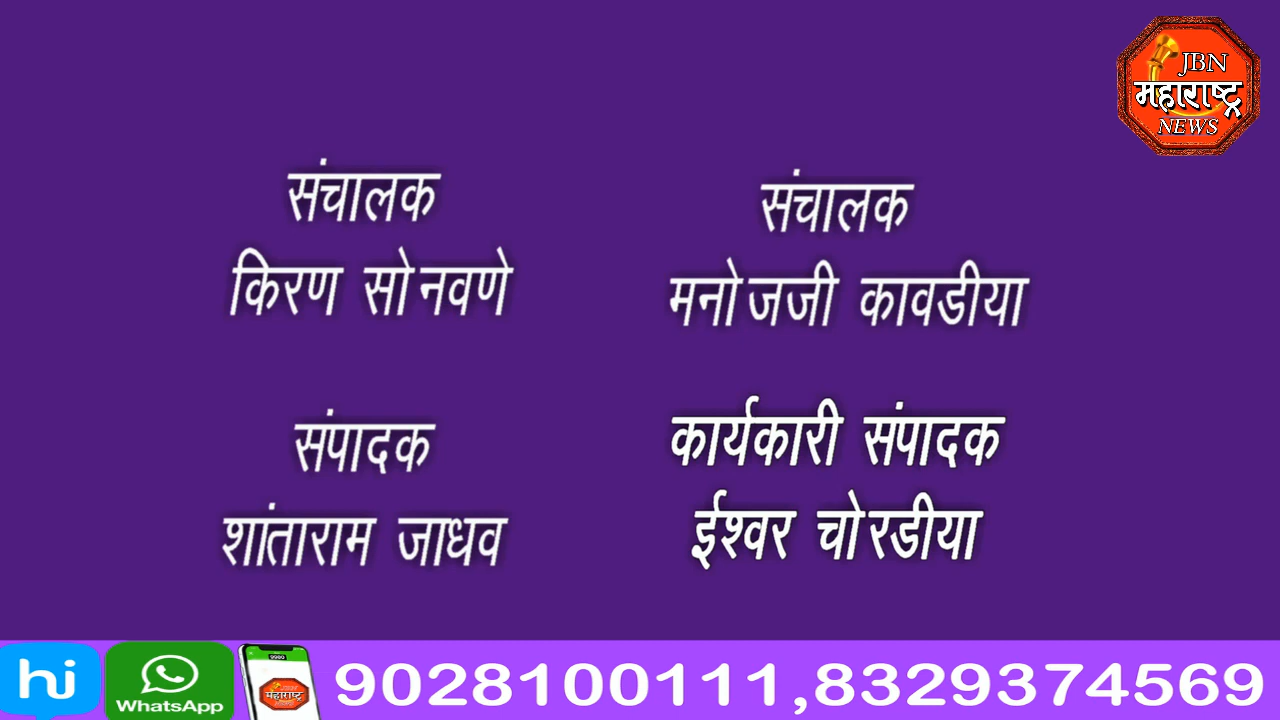 JBN
महाराष्ट्र
NEWS
संचालक
किरण सोनवणे
संचालक
मनोजजी कावडीया
संपादक
शांताराम जाधव
कार्यकारी संपादक
ईश्वर चोरडीया
hi
WhatsApp
महाराष्ट्र
9028100111,8329374569